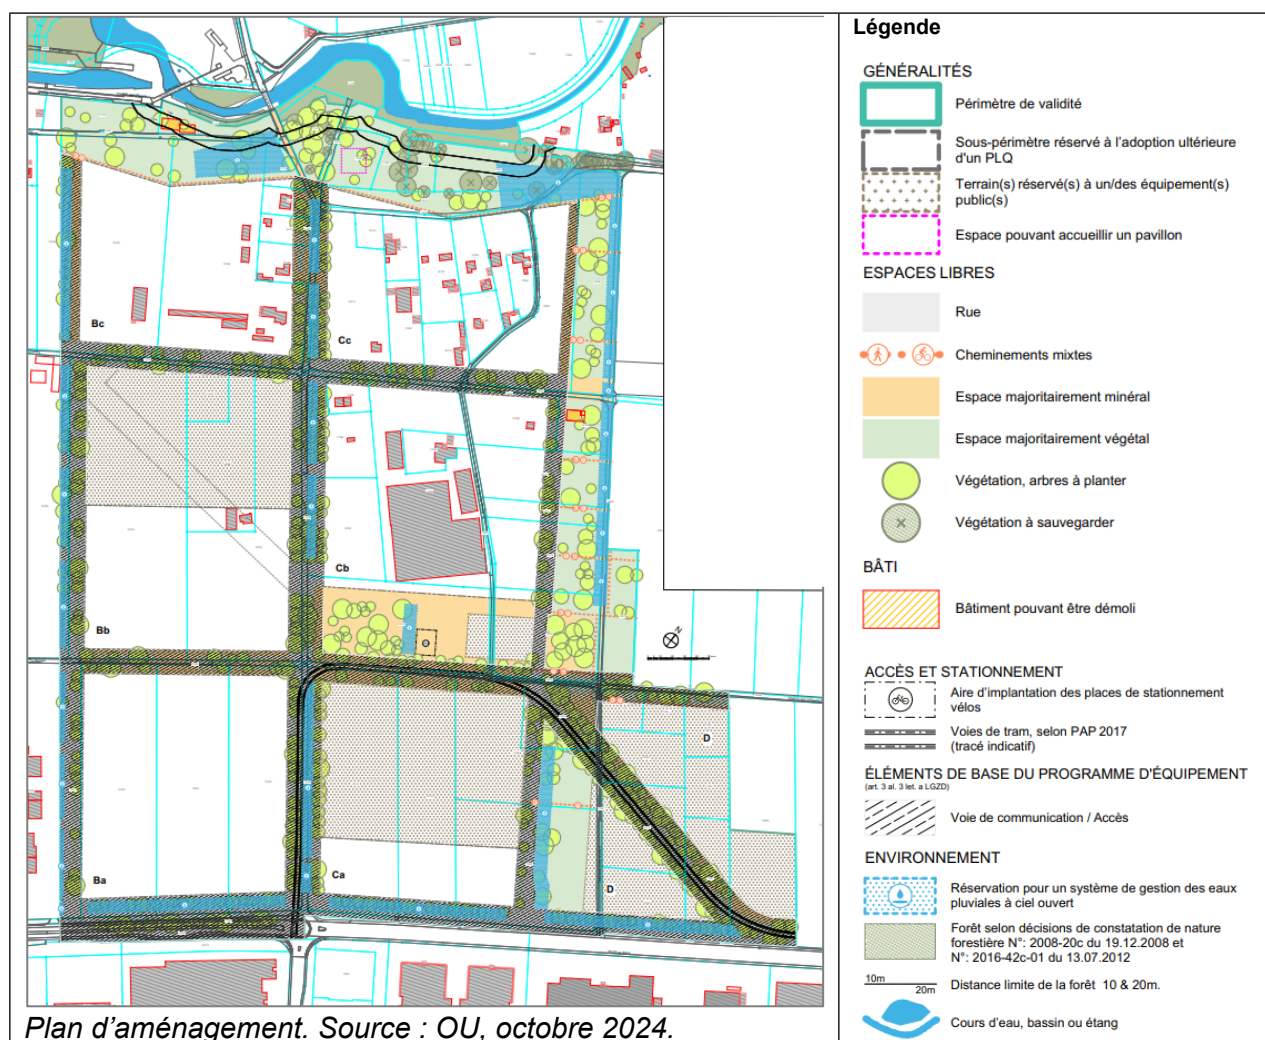 Bc
Cc
Cb
Bb
N
D
Ba
Ca
D
Plan d'aménagement. Source : OU, octobre 2024.
Légende
GÉNÉRALITÉS
Périmètre de validité
Sous-périmètre réservé à l'adoption ultérieure
d'un PLQ
Terrain(s) réservé(s) à un/des équipement(s)
public(s)
Espace pouvant accueillir un pavillon
ESPACES LIBRES
Rue
Cheminements mixtes
Espace majoritairement minéral
Espace majoritairement végétal
Végétation, arbres à planter
Végétation à sauvegarder
BÂTI
Bâtiment pouvant être démoli
ACCÈS ET STATIONNEMENT
Aire d'implantation des places de stationnement
vélos
Voies de tram, selon PAP 2017
(tracé indicatif)
ÉLÉMENTS DE BASE DU PROGRAMME D'ÉQUIPEMENT
(art. 3 al. 3 let. a LGZD)
Voie de communication / Accès
ENVIRONNEMENT
Réservation pour un système de gestion des eaux
pluviales à ciel ouvert
Forêt selon décisions de constatation de nature
forestière N°: 2008-20c du 19.12.2008 et
N°: 2016-42c-01 du 13.07.2012
10m
20m
Distance limite de la forêt 10 & 20m.
Cours d'eau, bassin ou étang